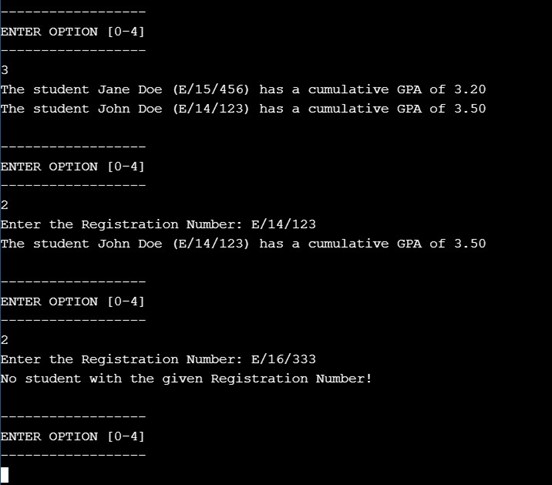 ------------------
ENTER OPTION [0-4]
------------------
3
The student Jane Doe (E/15/456) has a cumulative GPA of 3.20
The student John Doe (E/14/123) has a cumulative GPA of 3.50
------------------
ENTER OPTION [0-4]
------------------
2
Enter the Registration Number: E/14/123
The student John Doe (E/14/123) has a cumulative GPA of 3.50
------------------
ENTER OPTION [0-4]
------------------
2
Enter the Registration Number: E/16/333
No student with the given Registration Number!
------------------
ENTER OPTION [0-4]
------------------